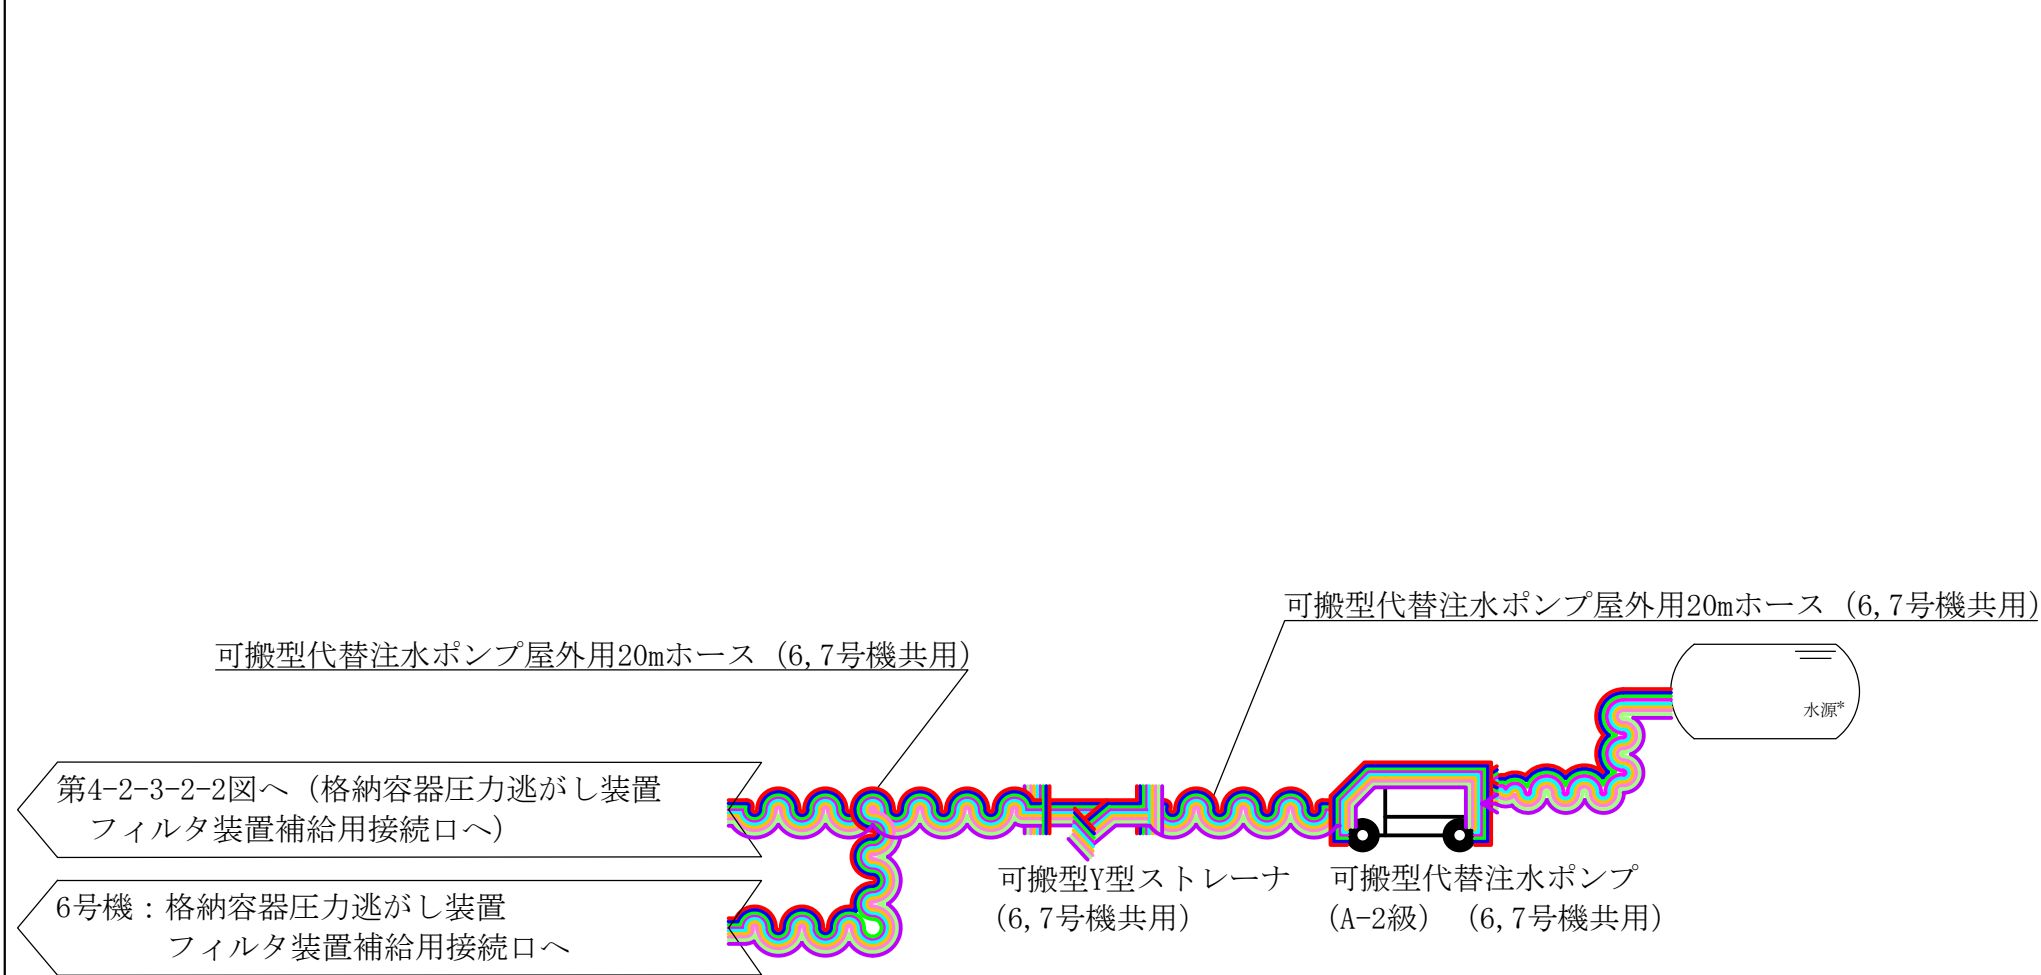 可搬型代替注水ポンプ屋外用20mホース（6,7号機共用）
可搬型代替注水ポンプ屋外用20mホース（6,7号機共用）
水源*
第4-2-3-2-2図へ（格納容器圧力逃がし装置
フィルタ装置補給用接続口へ）
可搬型Y型ストレーナ
（6,7号機共用）
可搬型代替注水ポンプ
（A-2級）（6,7号機共用）
6号機：格納容器圧力逃がし装置
フィルタ装置補給用接続口へ